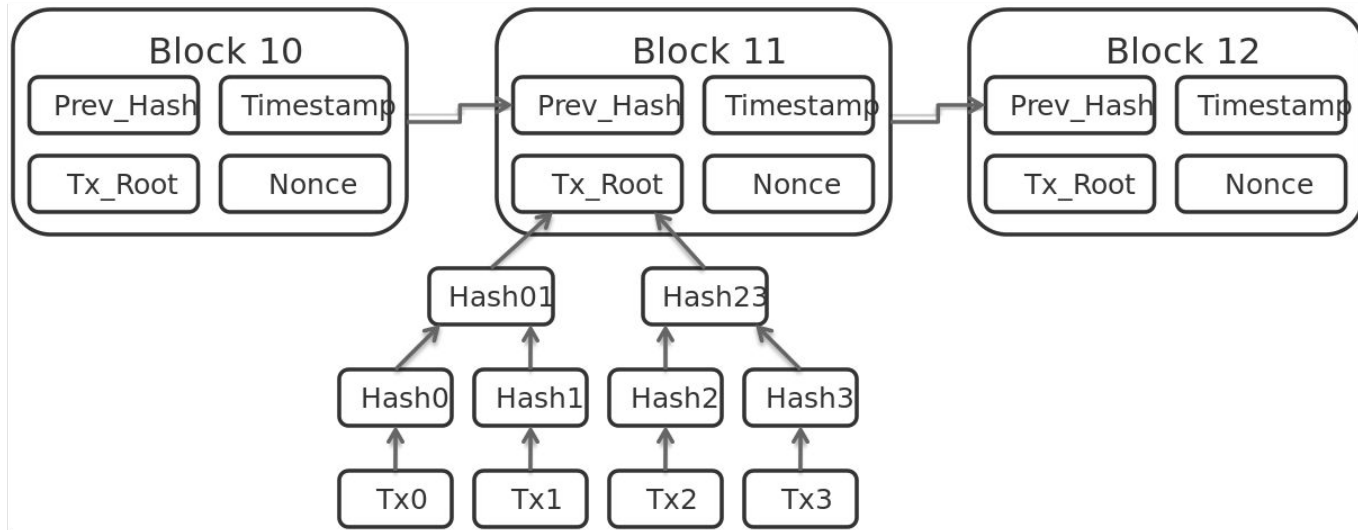 Block 10 Block 11 Block 12
Prev_Hash Timestamp Prev_Hash Timestamp Prev_Hash Timestamp
Tx_Root Nonce Tx_Root Nonce Tx_Root Nonce
Hash01 Hash23
Hash0 Hash1 Hash2 Hash3
Tx0 Tx1 Tx2 Tx3